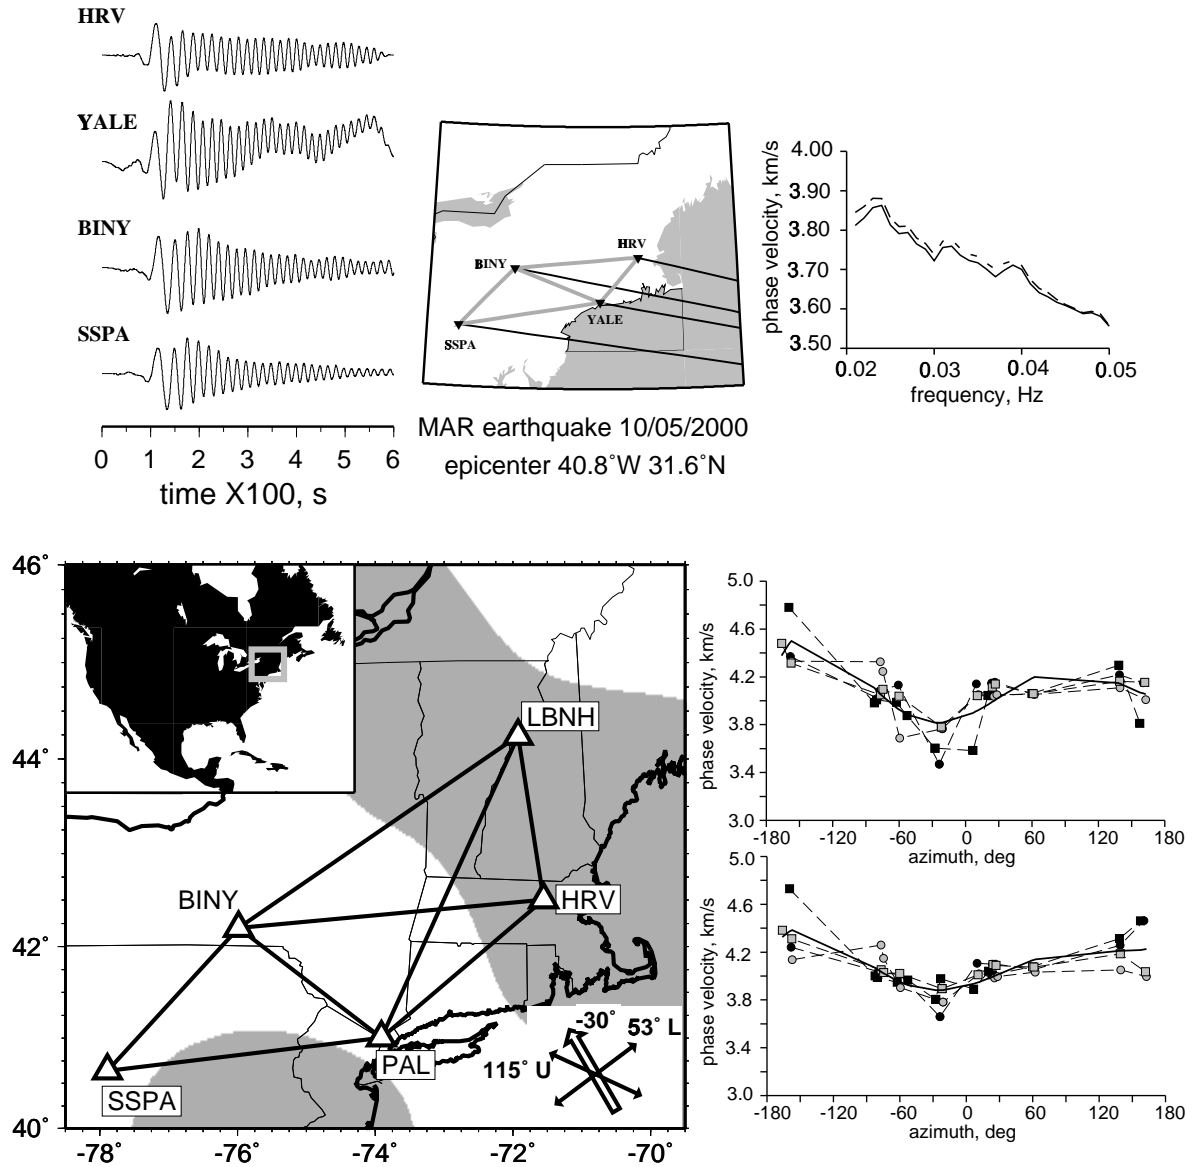 HRV
YALE
BINY
SSPA
0 1 2 3 4 5 6
time X100, s
HRV
BINY
YALE
SSPA
MAR earthquake 10/05/2000
epicenter 40.8˚W 31.6˚N
phase velocity, km/s
4.00
3.90
3.80
3.70
3.60
3.50
0.02 0.03 0.04 0.05
frequency, Hz
46˚
44˚
42˚
40˚
-78˚ -76˚ -74˚ -72˚ -70˚
LBNH
BINY
HRV
PAL
SSPA
-30˚
53˚ L
115˚ U
phase velocity, km/s
5.0
4.6
4.2
3.8
3.4
3.0
-180 -120 -60 0 60 120 180
azimuth, deg
phase velocity, km/s
5.0
4.6
4.2
3.8
3.4
3.0
-180 -120 -60 0 60 120 180
azimuth, deg